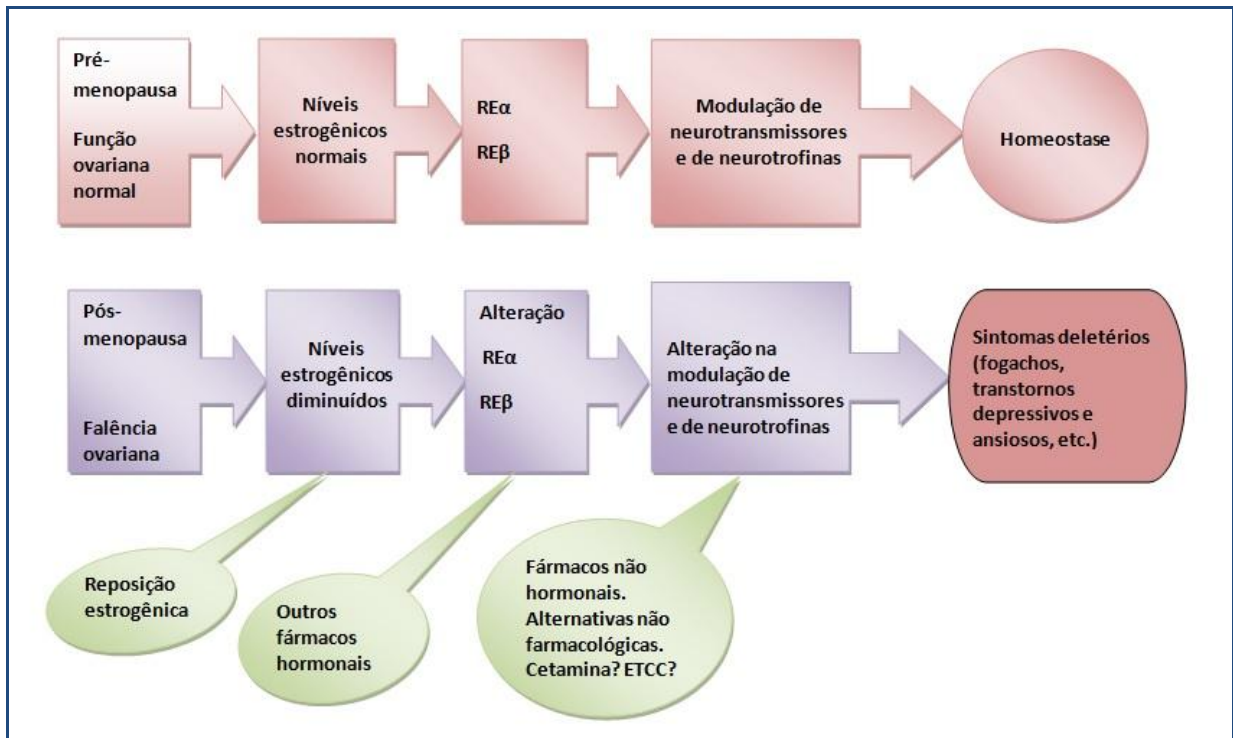 Pré-
menopausa
Função
ovariana
normal
Níveis
estrogênicos
normais
REα
REβ
Modulação de
neurotransmissores
e de neurotrofinas
Homeostase
Pós-
menopausa
Falência
ovariana
Níveis
estrogênicos
diminuídos
Alteração
REα
REβ
Alteração na
modulação de
neurotransmissores
e de neurotrofinas
Sintomas deletérios
(fogachos,
transtornos
depressivos e
ansiosos, etc.)
Reposição
estrogênica
Outros
fármacos
hormonais
Fármacos não
hormonais.
Alternativas não
farmacológicas.
Cetamina? ETCC?